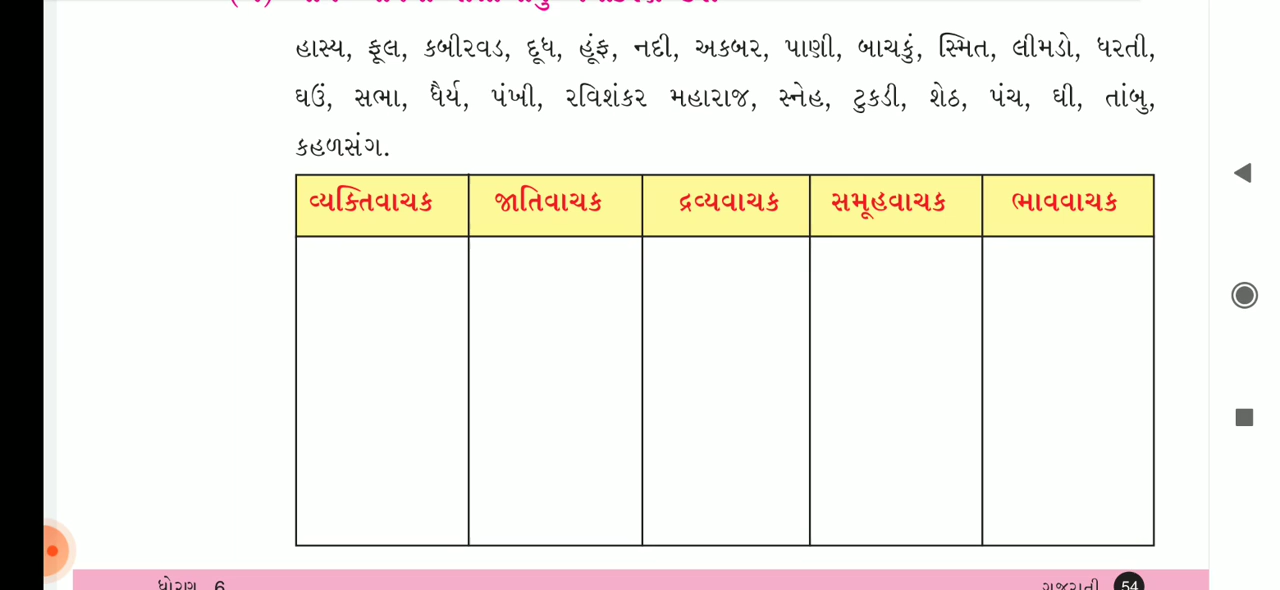 હાસ્ય, ફૂલ, કબીરવડ, દૂધ, હૂંફ, નદી, અકબર, પાણી, બાચકું, સ્મિત, લીમડો, ધરતી,
ઘઉં, સભા, ધૈર્ય, પંખી, રવિશંકર મહારાજ, સ્નેહ, ટુકડી, શેઠ, પંચ, ઘી, તાંબુ,
કહળસંગ.
વ્યક્તિવાચક જાતિવાચક દ્રવ્યવાચક સમૂહવાચક ભાવવાચક
ધોરણ 6 ગુજરાતી 54